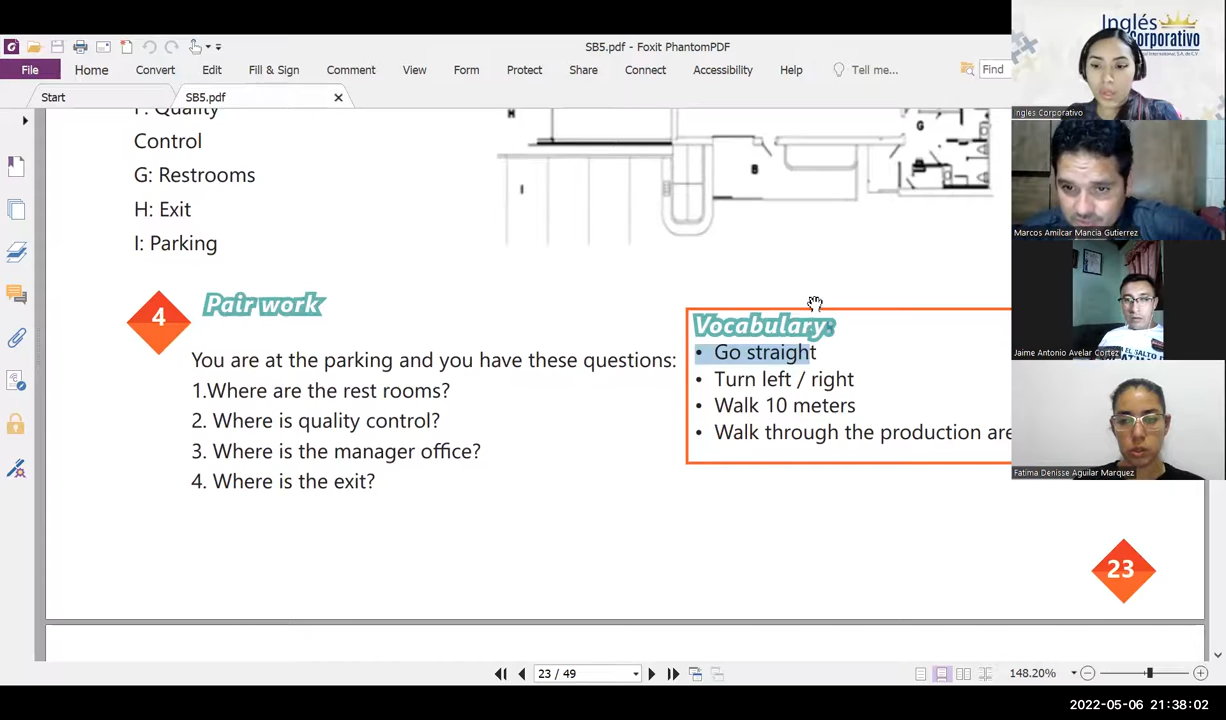 SB5.pdf - Foxit PhantomPDF
File
Home
Convert
Edit
Fill & Sign
Comment
View
Form
Protect
Share
Connect
Accessibility
Help
Tell me...
Find
Start
SB5.pdf
F: Quality
Control
G: Restrooms
H: Exit
I: Parking
H
G
B
I
4
Pair work
You are at the parking and you have these questions:
1.Where are the rest rooms?
2. Where is quality control?
3. Where is the manager office?
4. Where is the exit?
Vocabulary:
• Go straight
• Turn left / right
• Walk 10 meters
• Walk through the production are
23
23 / 49
148.20%
Inglés
Corporativo
Ingles Corporativo
Marcos Amilcar Mancia Gutierrez
Jaime Antonio Avelar Cortez
Fatima Denisse Aguilar Marquez
2022-05-06 21:38:02